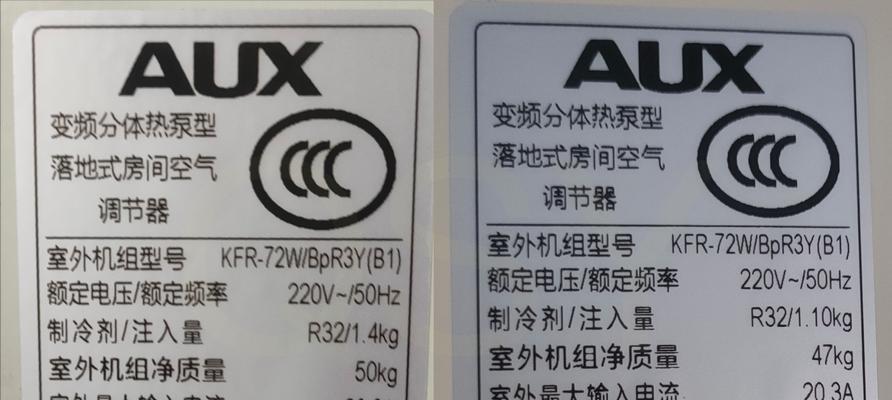 AUX
变频分体热泵型
落地式房间空气
调节器
室外机组型号 KFR-72W/BpR3Y(B1)
额定电压/额定频率 220V~/50Hz
制冷剂/注入量 R32/1.4kg
室外机组净质量 50kg
AUX
变频分体热泵型
落地式房间空气
调节器
室外机组型号 KFR-72W/BpR3Y(B1)
额定电压/额定频率 220V~/50Hz
制冷剂/注入量 R32/1.10kg
室外机组净质量 47kg
室外最大输入电流 20.3A